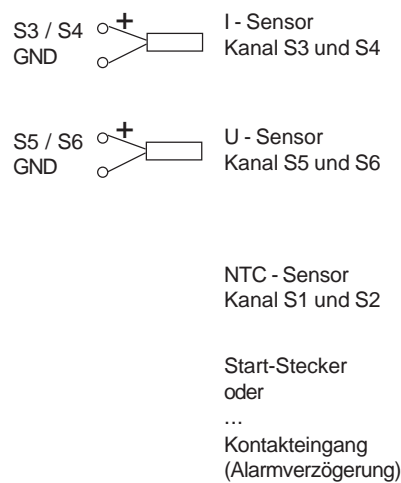 S3 / S4 +
GND
I - Sensor
Kanal S3 und S4
S5 / S6 +
GND
U - Sensor
Kanal S5 und S6
NTC - Sensor
Kanal S1 und S2
Start-Stecker
oder
...
Kontakteingang
(Alarmverzögerung)